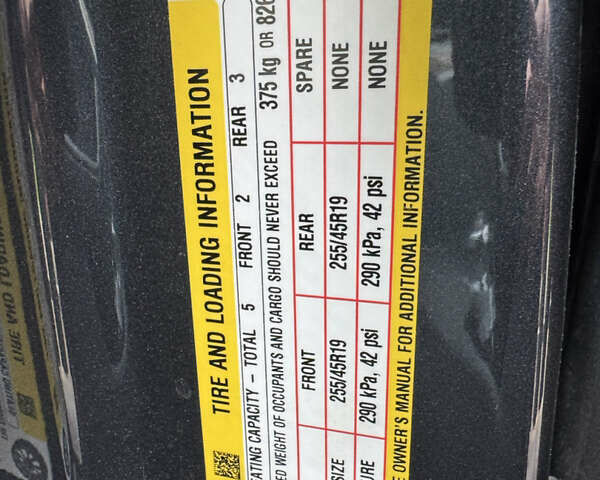 TIRE AND LOADING INFORMATION
ATING CAPACITY – TOTAL 5 FRONT 2 REAR 3
ED WEIGHT OF OCCUPANTS AND CARGO SHOULD NEVER EXCEED 375 kg OR 826
FRONT REAR SPARE
SIZE 255/45R19 255/45R19 NONE
URE 290 kPa, 42 psi 290 kPa, 42 psi NONE
E OWNER'S MANUAL FOR ADDITIONAL INFORMATION.